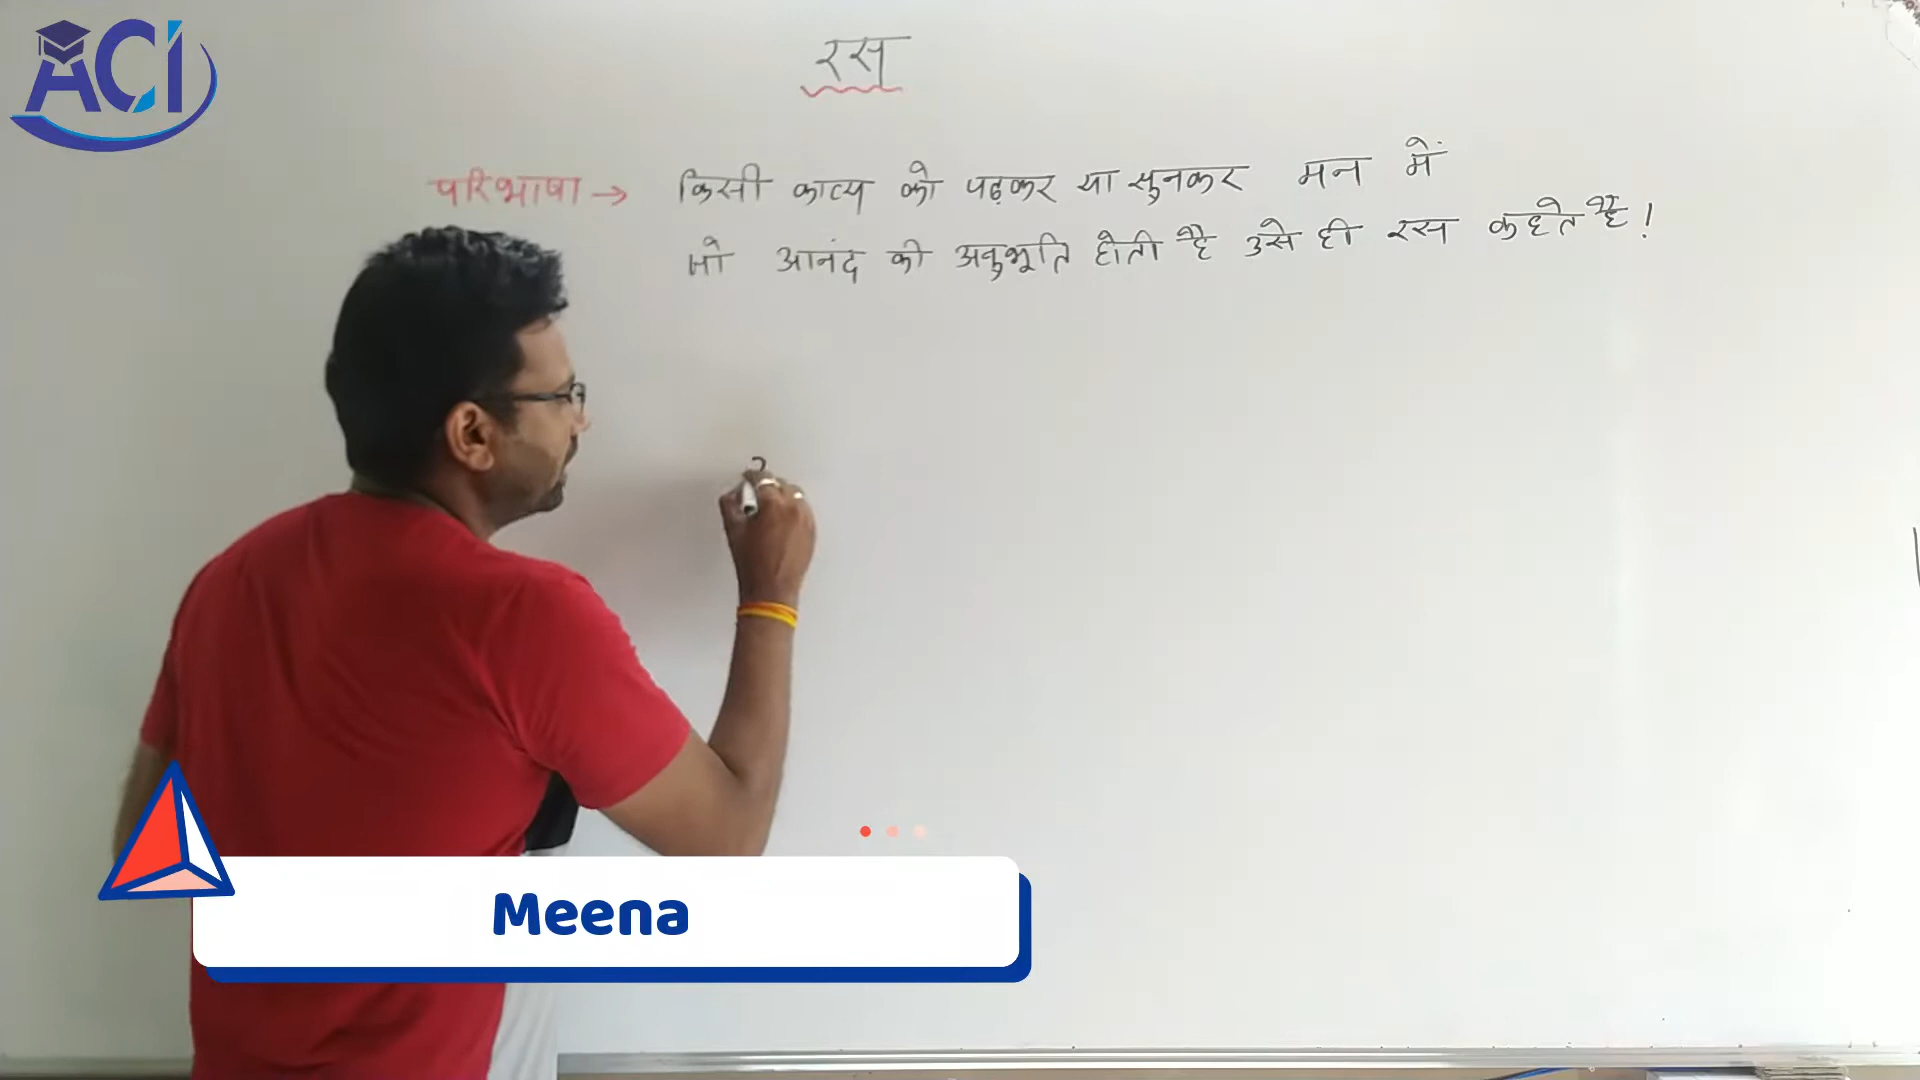 ACI
रस
परिभाषा → किसी काव्य को पढ़कर या सुनकर मन में
जो आनंद की अनुभूति होती है उसे ही रस कहते है!
Meena